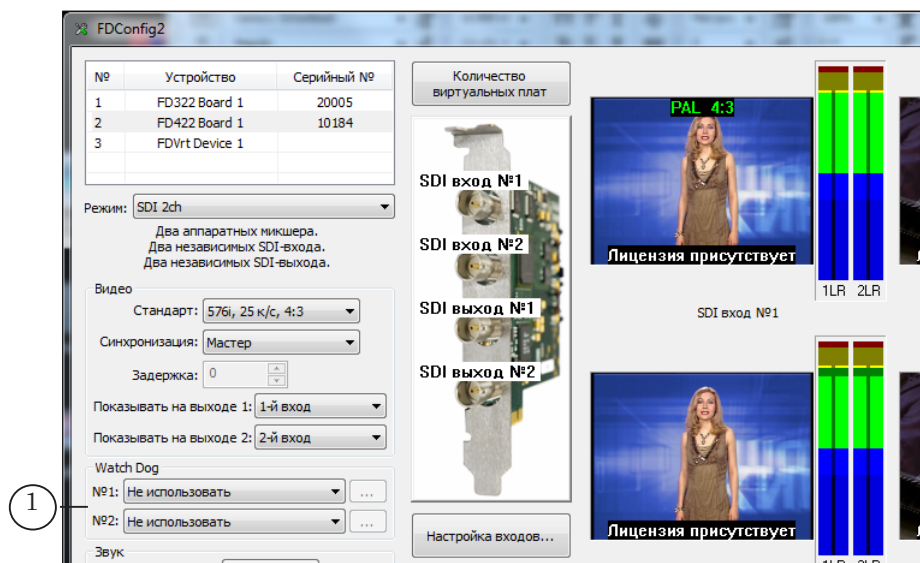 FDConfig2
№ Устройство Серийный №
1 FD322 Board 1 20005
2 FD422 Board 1 10184
3 FDVrt Device 1
Режим: SDI 2ch
Два аппаратных микшера.
Два независимых SDI-входа.
Два независимых SDI-выхода.
Видео
Стандарт: 576i, 25 к/с, 4:3
Синхронизация: Мастер
Задержка: 0
Показывать на выходе 1: 1-й вход
Показывать на выходе 2: 2-й вход
Watch Dog
1
№1: Не использовать ...
№2: Не использовать ...
Звук
Количество
виртуальных плат
SDI вход №1
SDI вход №2
SDI выход №1
SDI выход №2
Настройка входов...
PAL 4:3
Лицензия присутствует
1LR 2LR
SDI вход №1
Лицензия присутствует